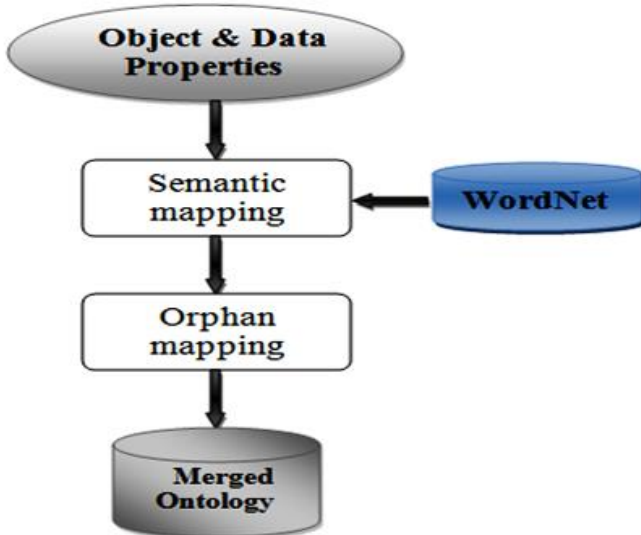 Object & Data
Properties
Semantic
mapping
WordNet
Orphan
mapping
Merged
Ontology